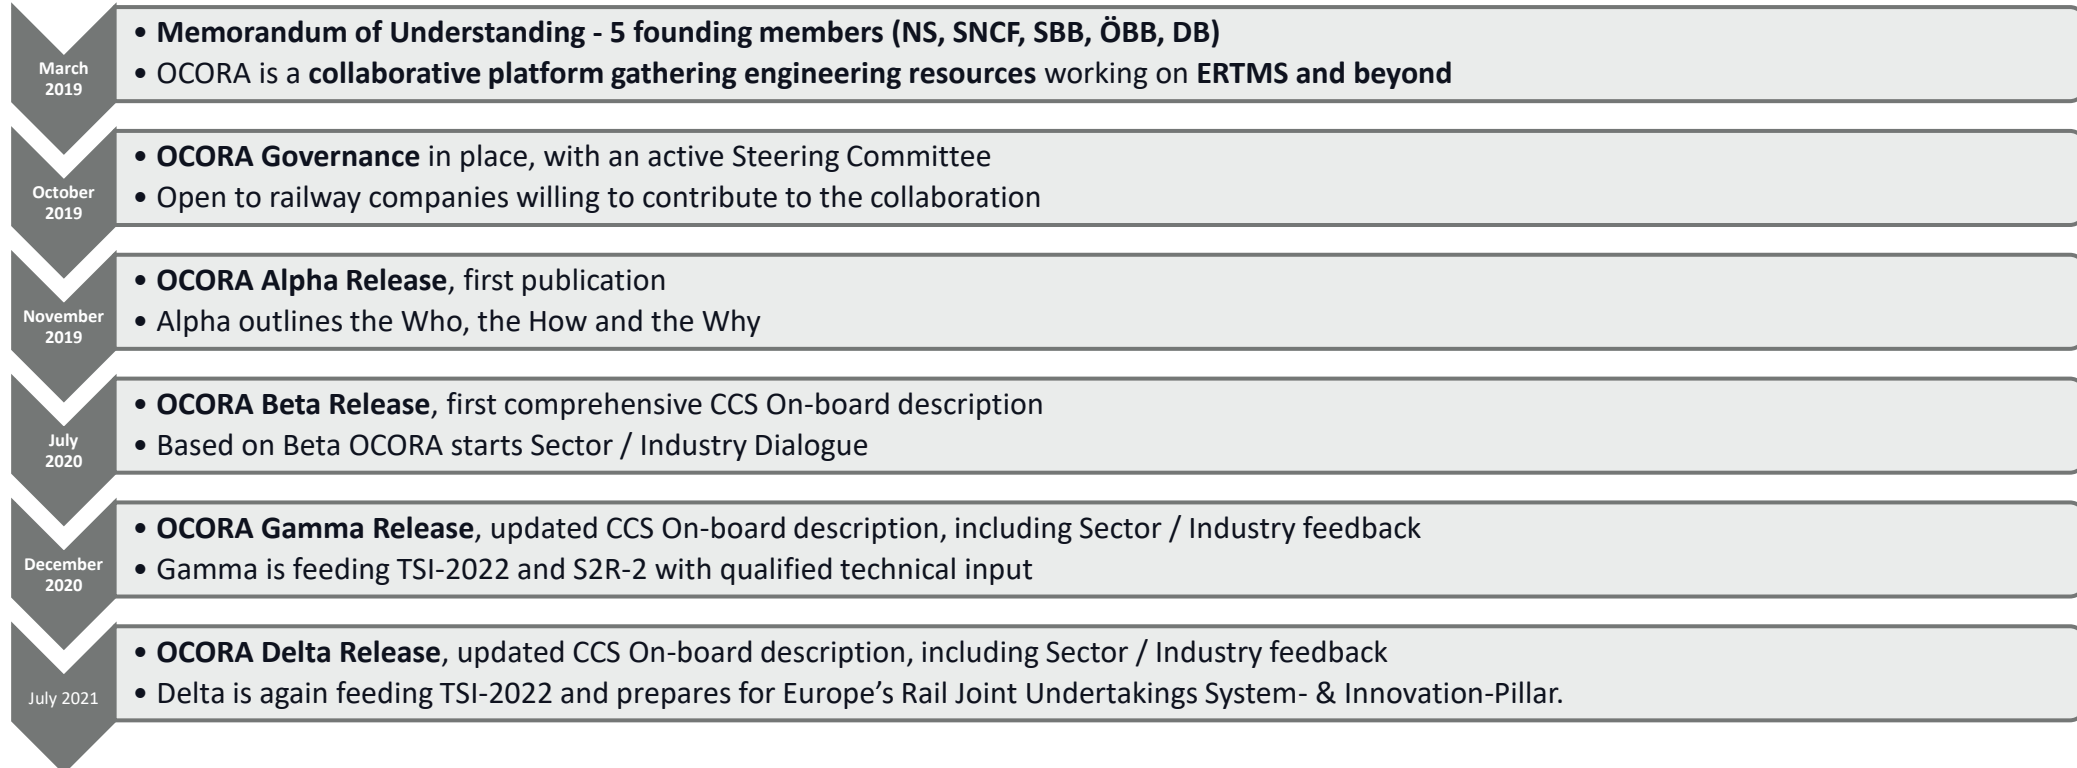 March
2019
• Memorandum of Understanding - 5 founding members (NS, SNCF, SBB, ÖBB, DB)
• OCORA is a collaborative platform gathering engineering resources working on ERTMS and beyond
October
2019
• OCORA Governance in place, with an active Steering Committee
• Open to railway companies willing to contribute to the collaboration
November
2019
• OCORA Alpha Release, first publication
• Alpha outlines the Who, the How and the Why
July
2020
• OCORA Beta Release, first comprehensive CCS On-board description
• Based on Beta OCORA starts Sector / Industry Dialogue
December
2020
• OCORA Gamma Release, updated CCS On-board description, including Sector / Industry feedback
• Gamma is feeding TSI-2022 and S2R-2 with qualified technical input
July 2021
• OCORA Delta Release, updated CCS On-board description, including Sector / Industry feedback
• Delta is again feeding TSI-2022 and prepares for Europe’s Rail Joint Undertakings System- & Innovation-Pillar.